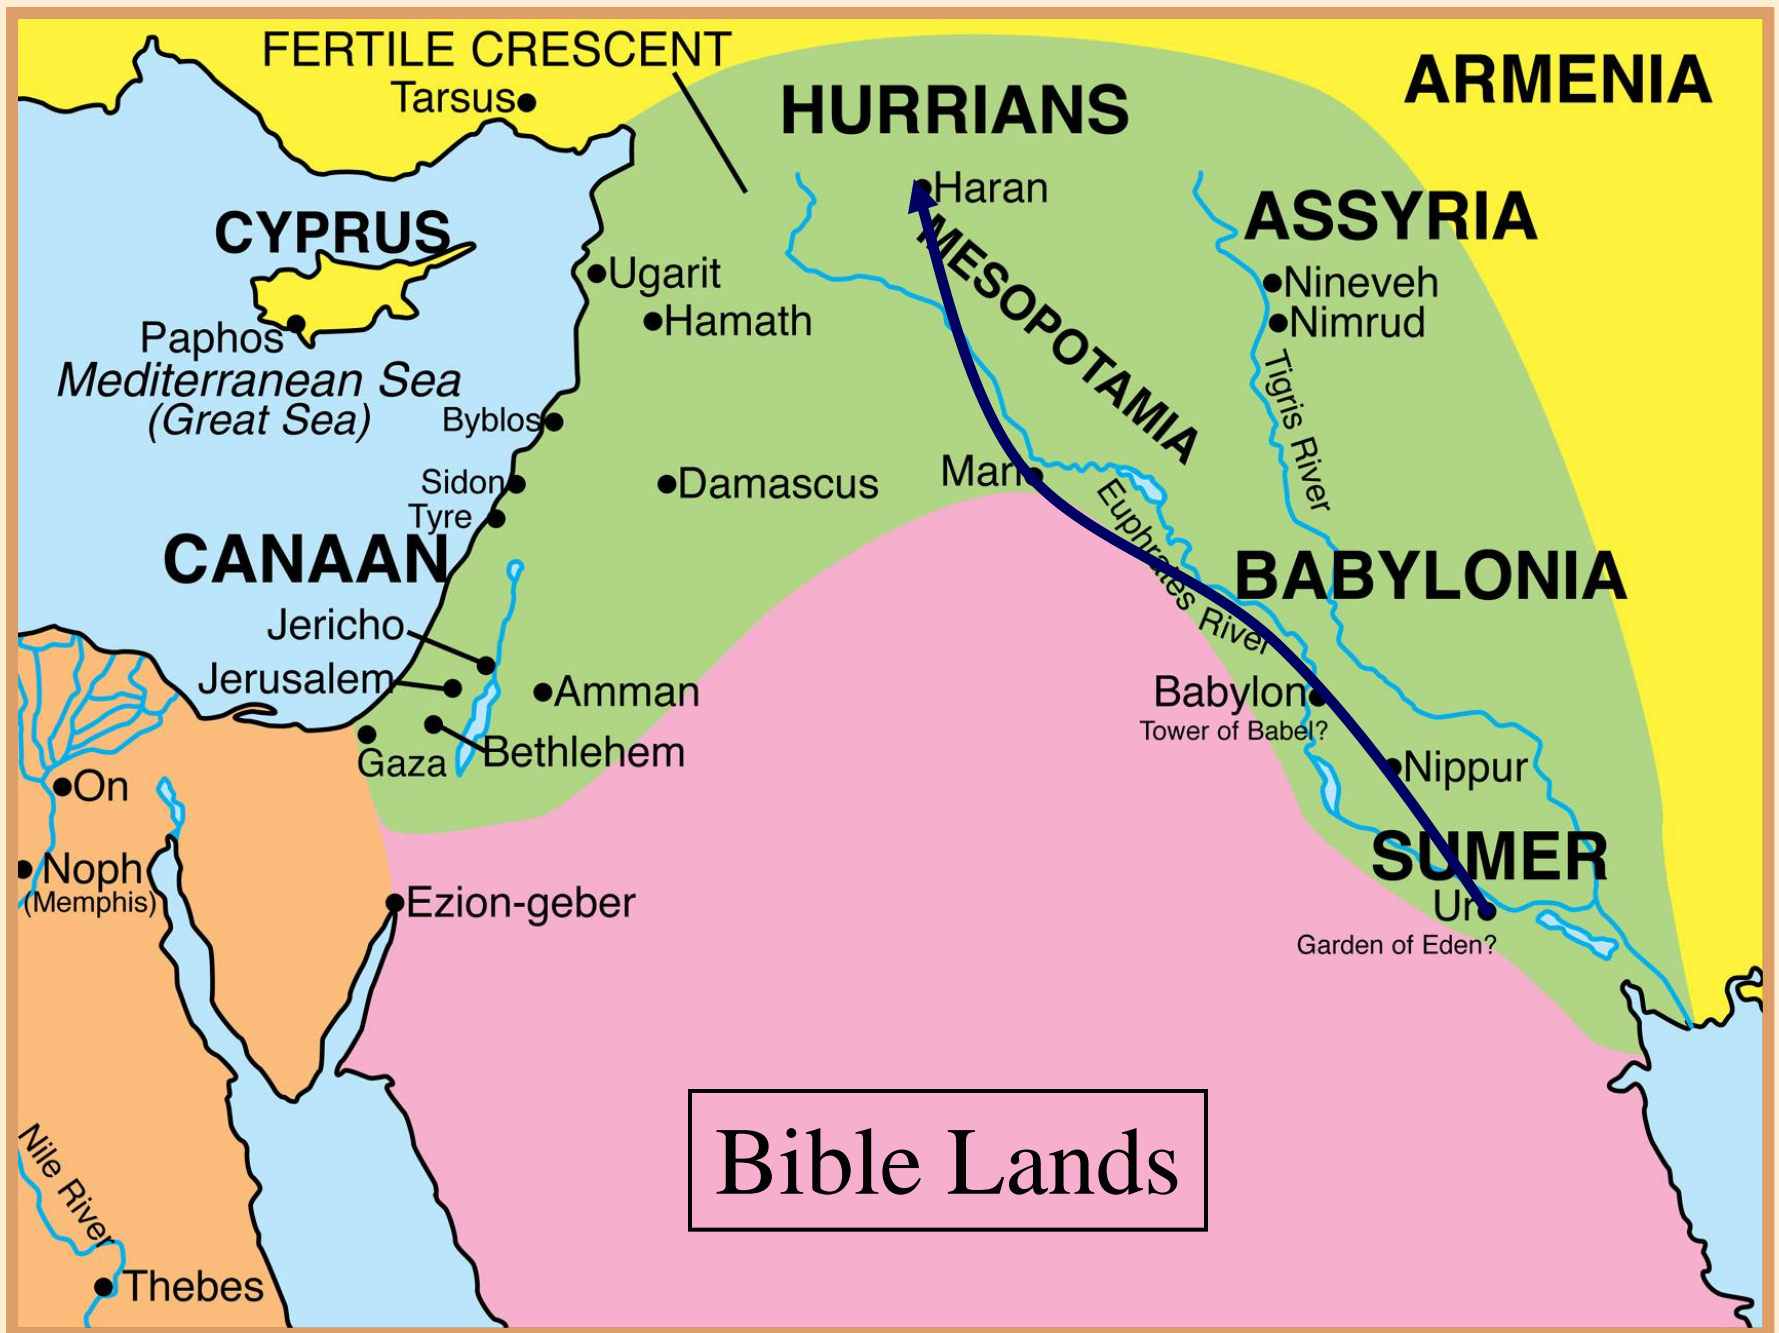 FERTILE CRESCENT
Tarsus
HURRIANS
ARMENIA
Haran
CYPRUS
ASSYRIA
MESOPOTAMIA
Ugarit
Nineveh
Hamath
Nimrud
Paphos
Mediterranean Sea
(Great Sea)
Tigris River
Byblos
Sidon
Damascus
Mari
Tyre
Euphrates River
CANAAN
BABYLONIA
Jericho
Jerusalem
Amman
Babylon
Tower of Babel?
Bethlehem
Gaza
Nippur
On
SUMER
Noph
(Memphis)
Ezion-geber
Ur
Garden of Eden?
Bible Lands
Nile River
Thebes